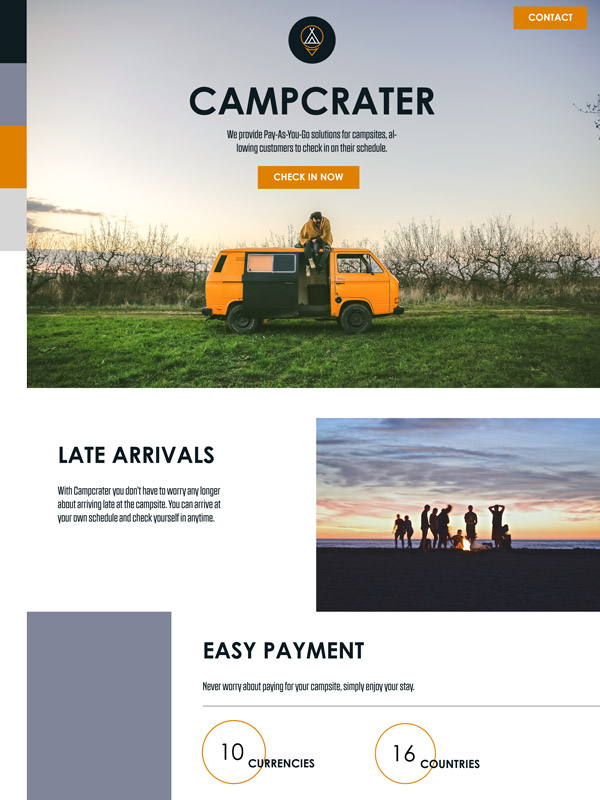 CONTACT
CAMPCRATER
We provide Pay-As-You-Go solutions for campsites, al-
lowing customers to check in on their schedule.
CHECK IN NOW
LATE ARRIVALS
With Campcrater you don't have to worry any longer
about arriving late at the campsite. You can arrive at
your own schedule and check yourself in anytime.
EASY PAYMENT
Never worry about paying for your campsite, simply enjoy your stay.
10 CURRENCIES
16 COUNTRIES